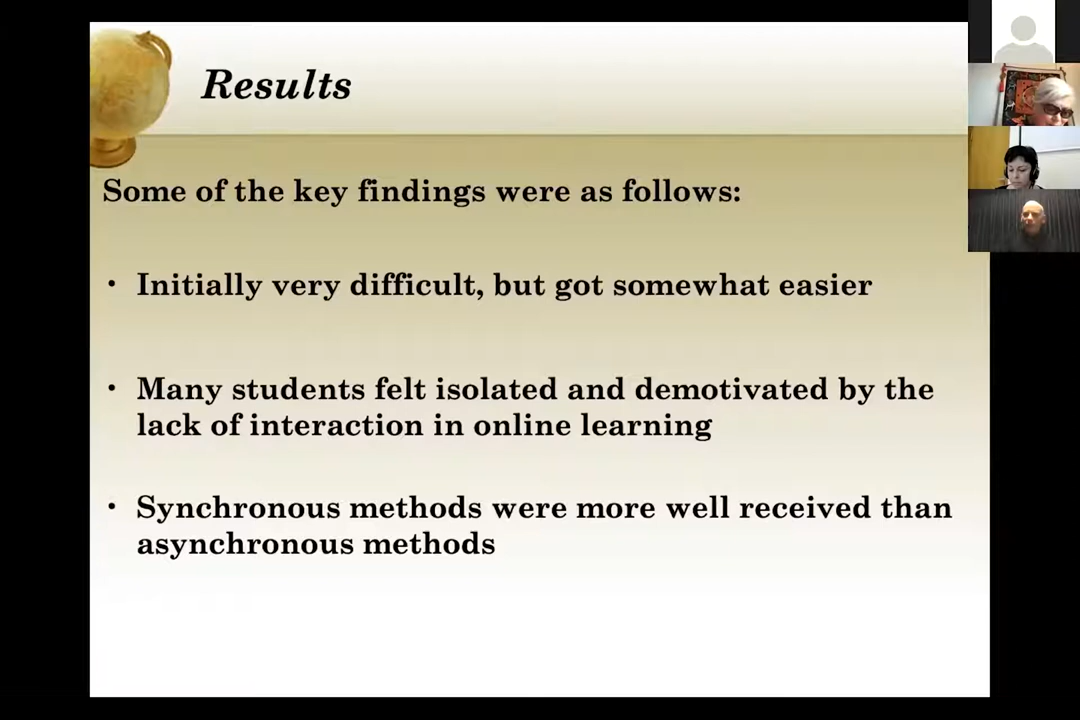 Results
Some of the key findings were as follows:
• Initially very difficult, but got somewhat easier
• Many students felt isolated and demotivated by the
lack of interaction in online learning
• Synchronous methods were more well received than
asynchronous methods